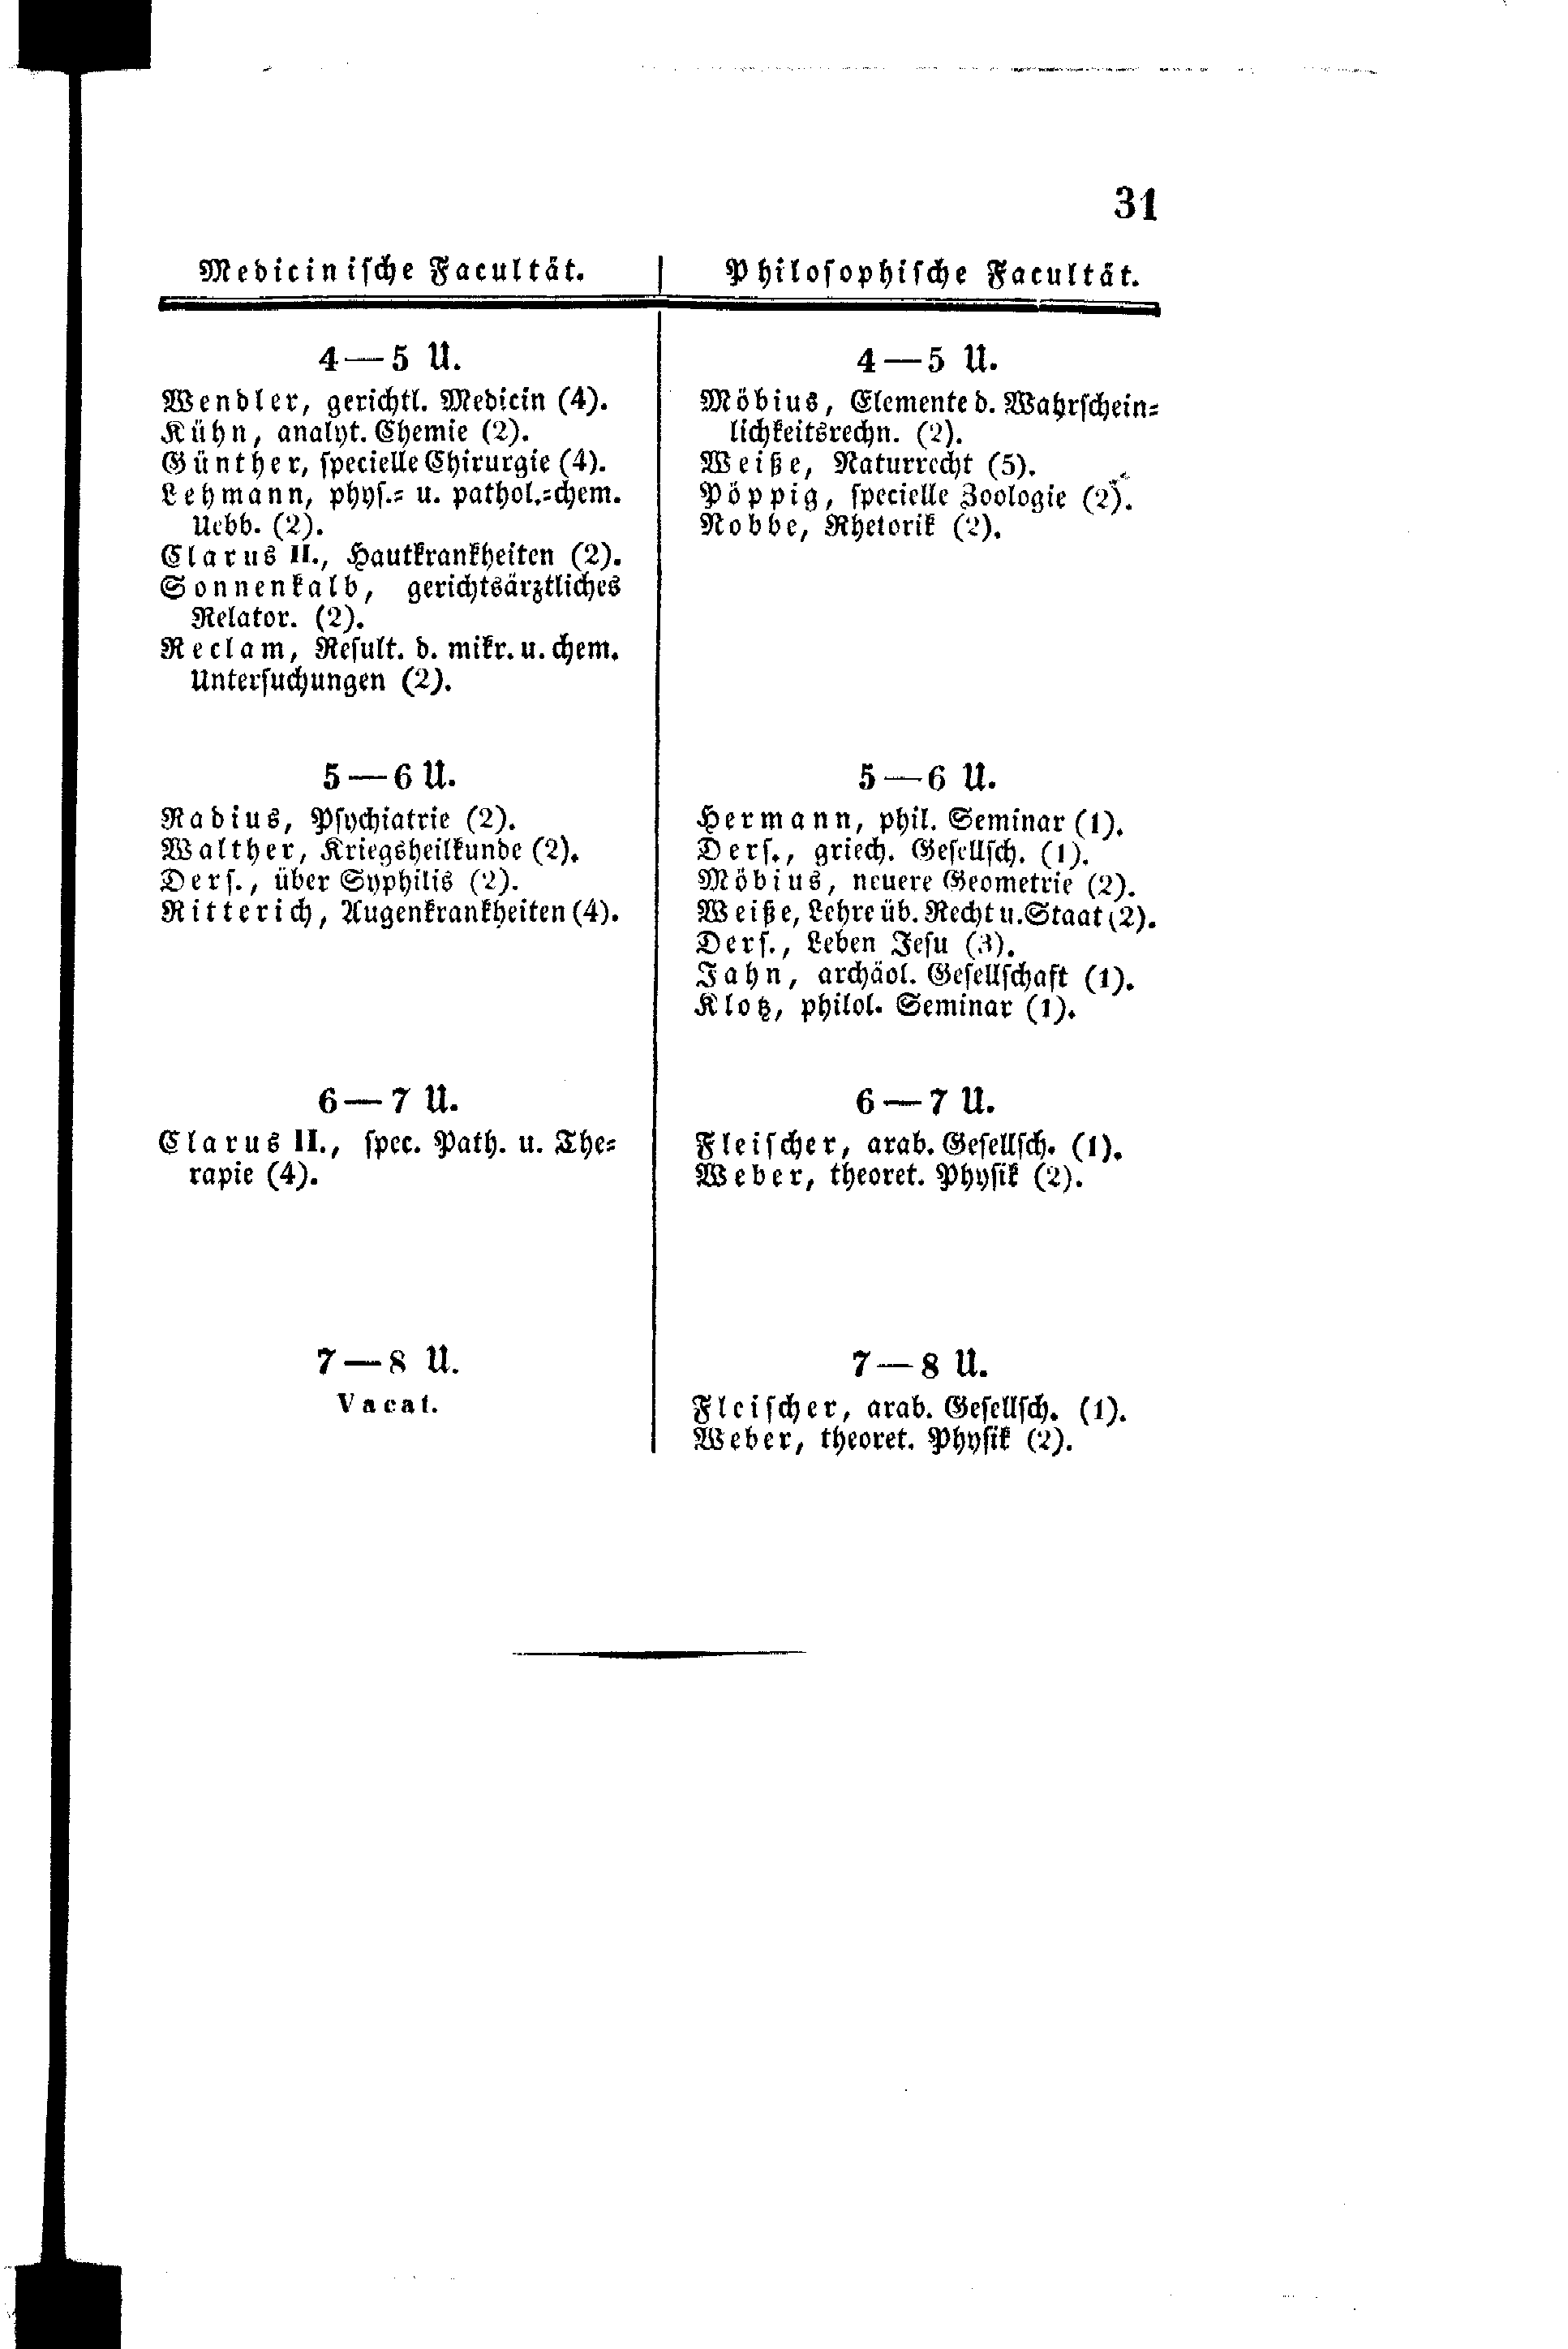 31
Medicinische Facultät.
4—5 U.
Wendler, gerichtl. Medicin (4).
Kühn, analyt. Chemie (2).
Günther, specielle Chirurgie (4).
Lehmann, phys.- u. pathol.-chem.
Uebb. (2).
Clarus II., Hautkrankheiten (2).
Sonnenkalb, gerichtsärztliches
Relator. (2).
Reclam, Result. d. mikr. u. chem.
Untersuchungen (2).
5—6 U.
Radius, Psychiatrie (2).
Walther, Kriegsheilkunde (2).
Ders., über Syphilis (2).
Ritterich, Augenkrankheiten (4).
6—7 U.
Clarus II., spec. Path. u. The-
rapie (4).
7—8 U.
Vacat.
Philosophische Facultät.
4—5 U.
Möbius, Elemente d. Wahrschein-
lichkeitsrechn. (2).
Weiße, Naturrecht (5).
Pöppig, specielle Zoologie (2).
Nobbe, Rhetorik (2).
5—6 U.
Hermann, phil. Seminar (1).
Ders., griech. Gesellsch. (1).
Möbius, neuere Geometrie (2).
Weiße, Lehre üb. Recht u. Staat (2).
Ders., Leben Jesu (3).
Jahn, archäol. Gesellschaft (1).
Klotz, philol. Seminar (1).
6—7 U.
Fleischer, arab. Gesellsch. (1).
Weber, theoret. Physik (2).
7—8 U.
Fleischer, arab. Gesellsch. (1).
Weber, theoret. Physik (2).